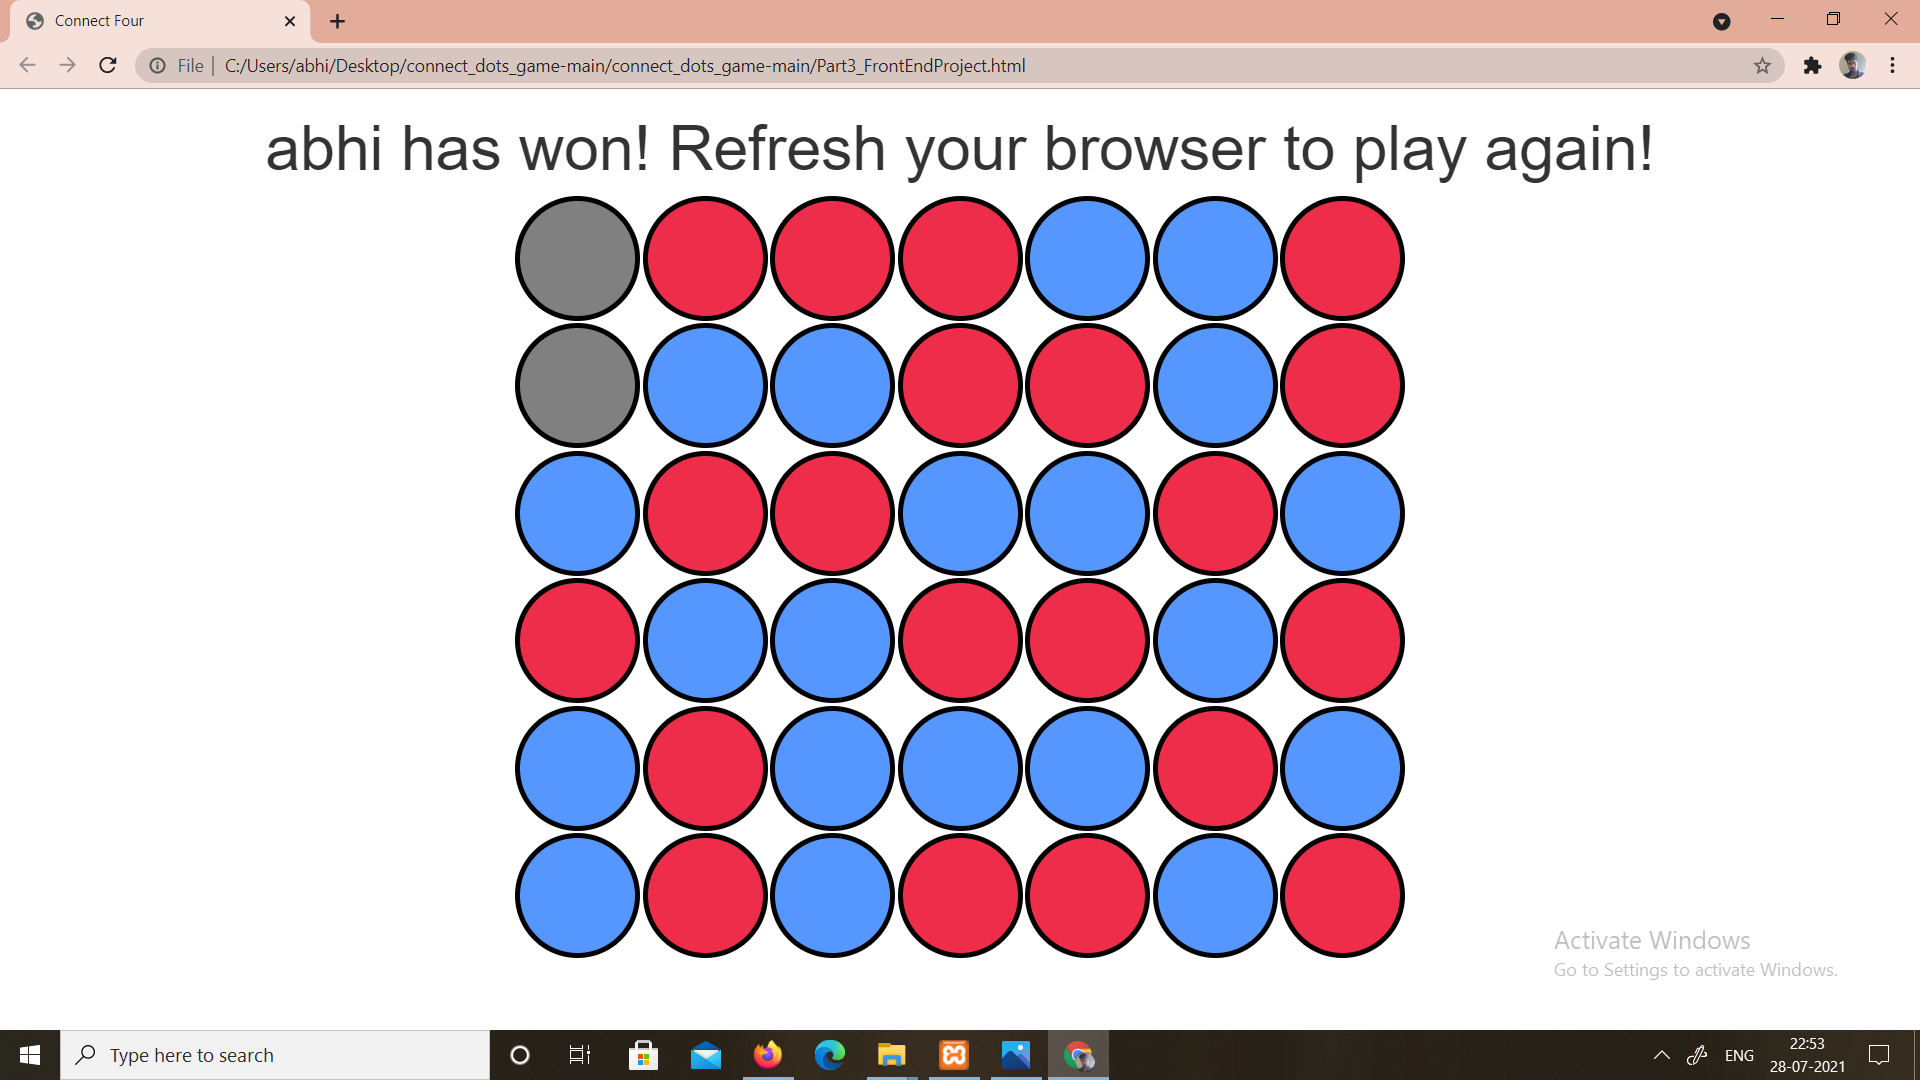 Connect Four
File
C:/Users/abhi/Desktop/connect_dots_game-main/connect_dots_game-main/Part3_FrontEndProject.html
abhi has won! Refresh your browser to play again!
Activate Windows
Go to Settings to activate Windows.
Type here to search
ENG
22:53
28-07-2021